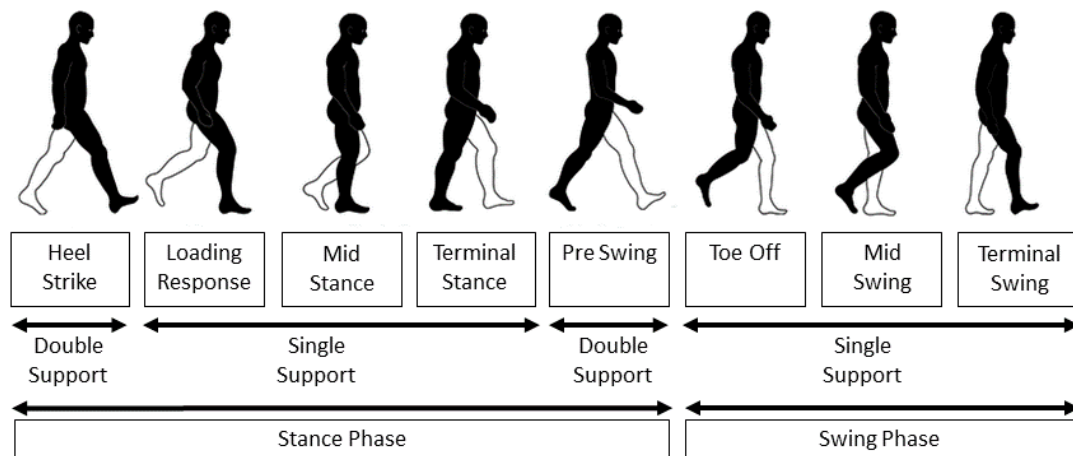 Heel
Strike
Loading
Response
Mid
Stance
Terminal
Stance
Pre Swing
Toe Off
Mid
Swing
Terminal
Swing
Double
Support
Single
Support
Double
Support
Single
Support
Stance Phase
Swing Phase